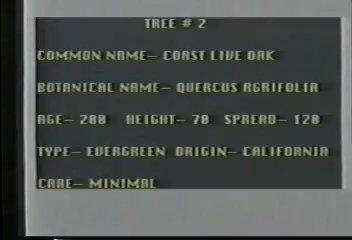 TREE # 2
COMMON NAME- COAST LIVE OAK
BOTANICAL NAME- QUERCUS AGRIFOLIA
AGE- 200 HEIGHT- 70 SPREAD- 120
TYPE- EVERGREEN ORIGIN- CALIFORNIA
CARE- MINIMAL